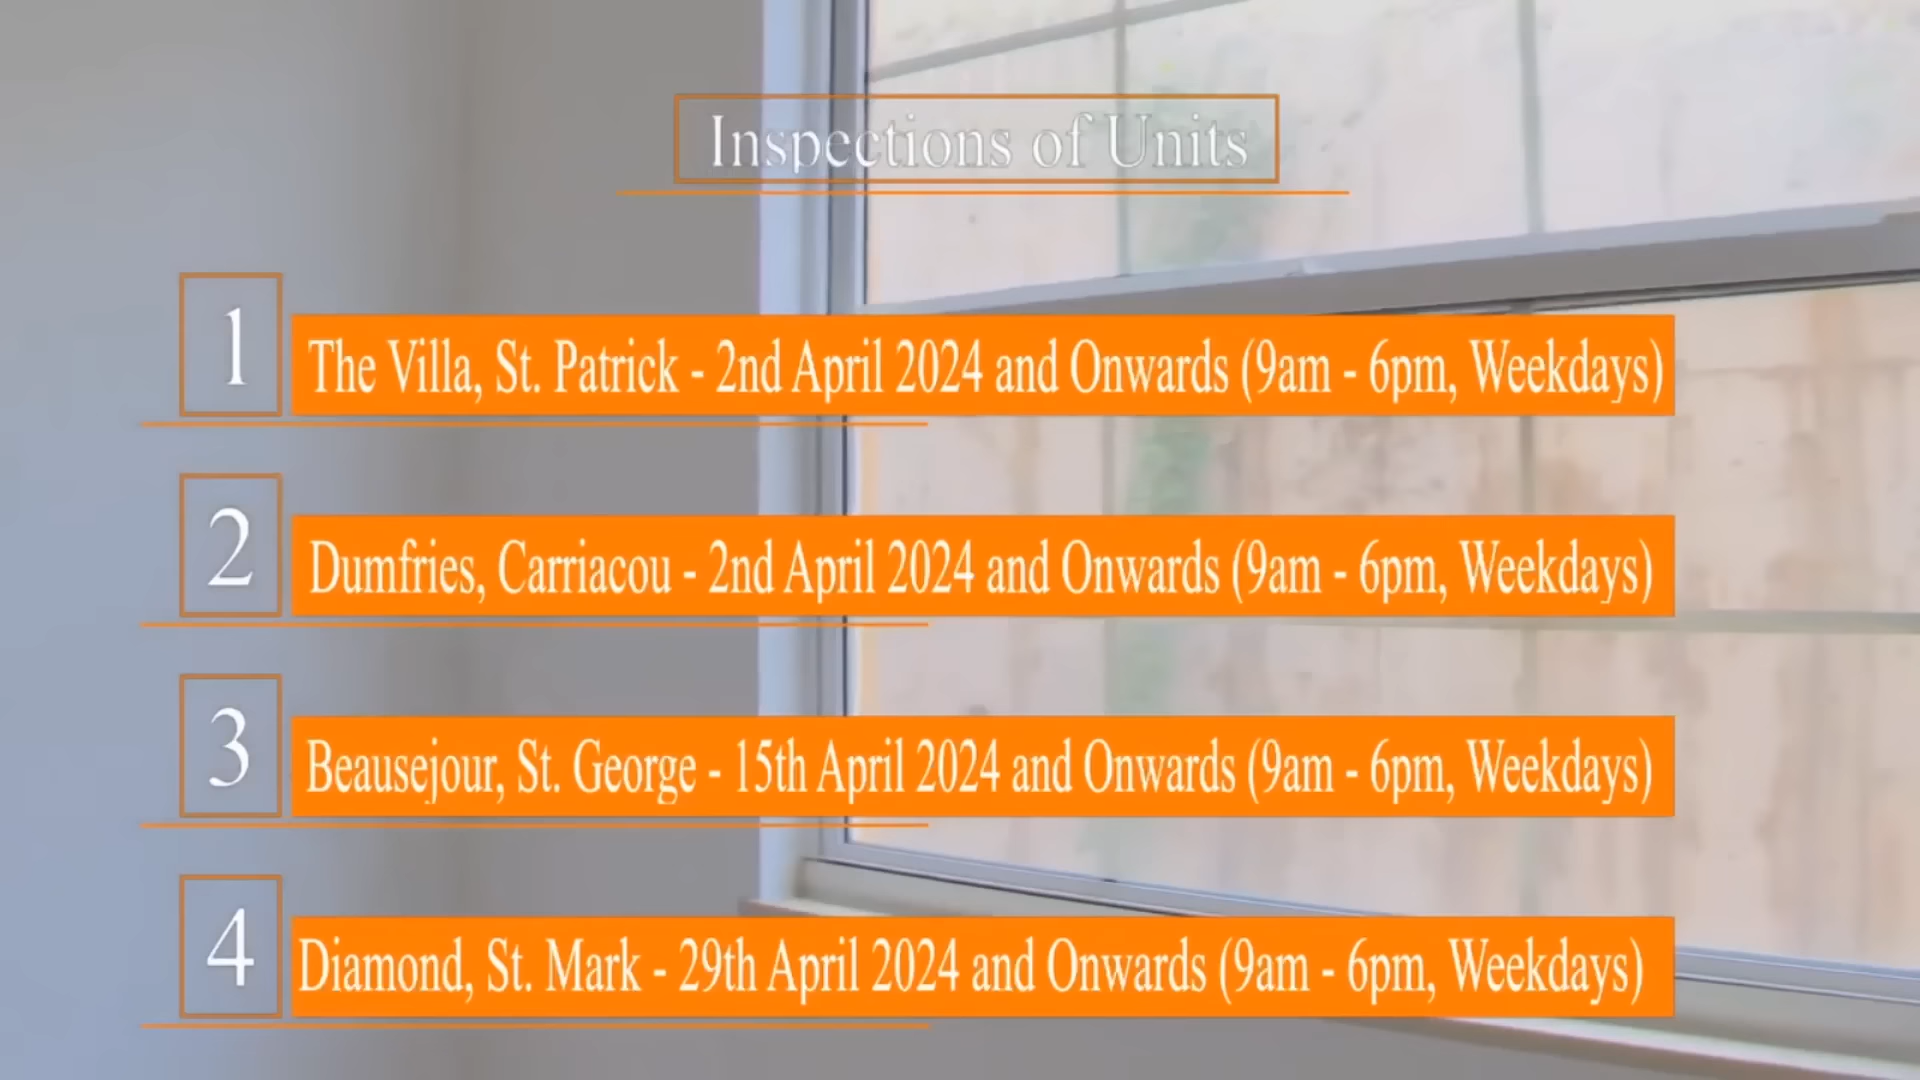 Inspections of Units
1
The Villa, St. Patrick - 2nd April 2024 and Onwards (9am - 6pm, Weekdays)
2
Dumfries, Carriacou - 2nd April 2024 and Onwards (9am - 6pm, Weekdays)
3
Beausejour, St. George - 15th April 2024 and Onwards (9am - 6pm, Weekdays)
4
Diamond, St. Mark - 29th April 2024 and Onwards (9am - 6pm, Weekdays)